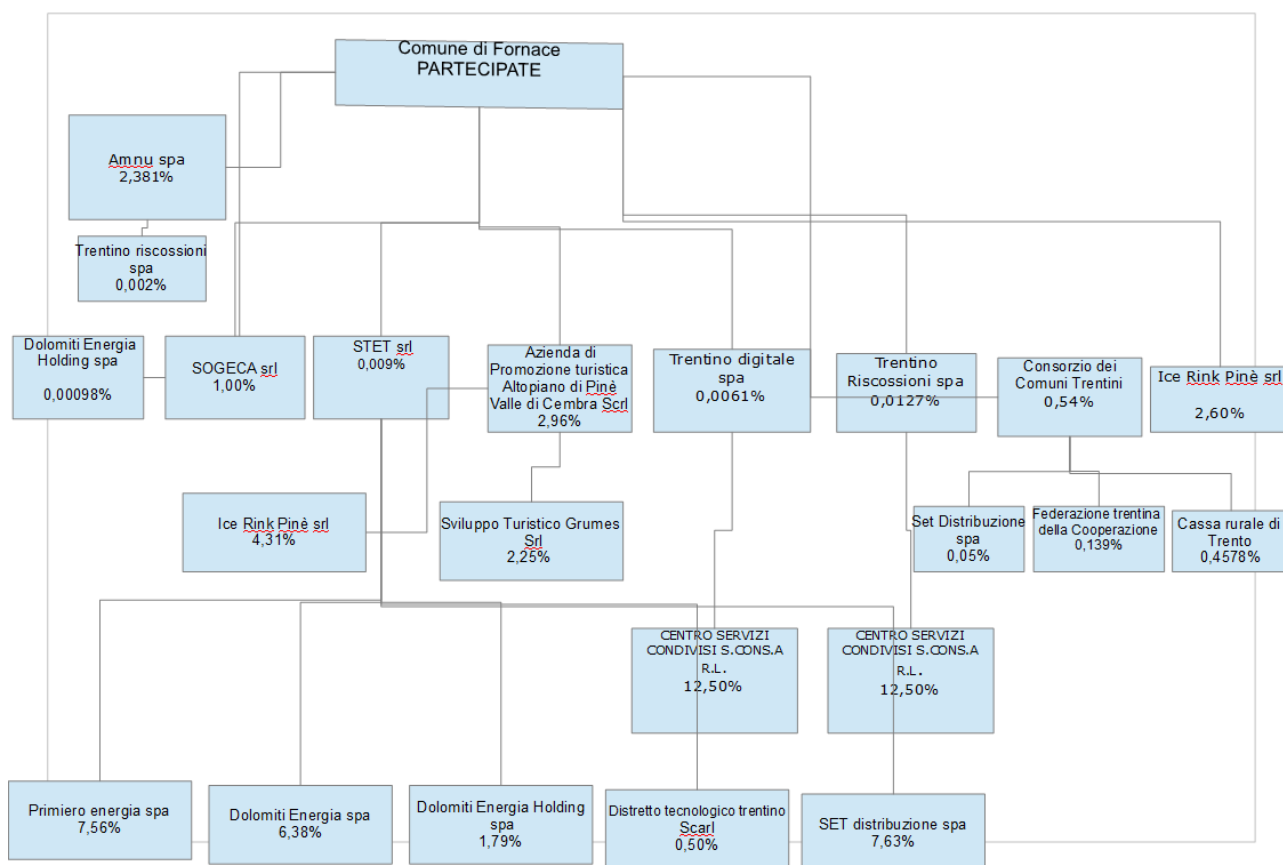 Comune di Fornace
PARTECIPATE
Amnu spa
2,381%
Trentino riscossioni
spa
0,002%
Dolomiti Energia
Holding spa
0,00098%
SOGECA srl
1,00%
STET srl
0,009%
Azienda di
Promozione turistica
Altopiano di Pinè
Valle di Cembra Scrl
2,96%
Trentino digitale
spa
0,0061%
Trentino
Riscossioni spa
0,0127%
Consorzio dei
Comuni Trentini
0,54%
Ice Rink Pinè srl
2,60%
Ice Rink Pinè srl
4,31%
Sviluppo Turistico Grumes
Srl
2,25%
Set Distribuzione
spa
0,05%
Federazione trentina
della Cooperazione
0,139%
Cassa rurale di
Trento
0,4578%
CENTRO SERVIZI
CONDIVISI S.CONS.A
R.L.
12,50%
CENTRO SERVIZI
CONDIVISI S.CONS.A
R.L.
12,50%
Primiero energia spa
7,56%
Dolomiti Energia spa
6,38%
Dolomiti Energia Holding
spa
1,79%
Distretto tecnologico trentino
Scarl
0,50%
SET distribuzione spa
7,63%